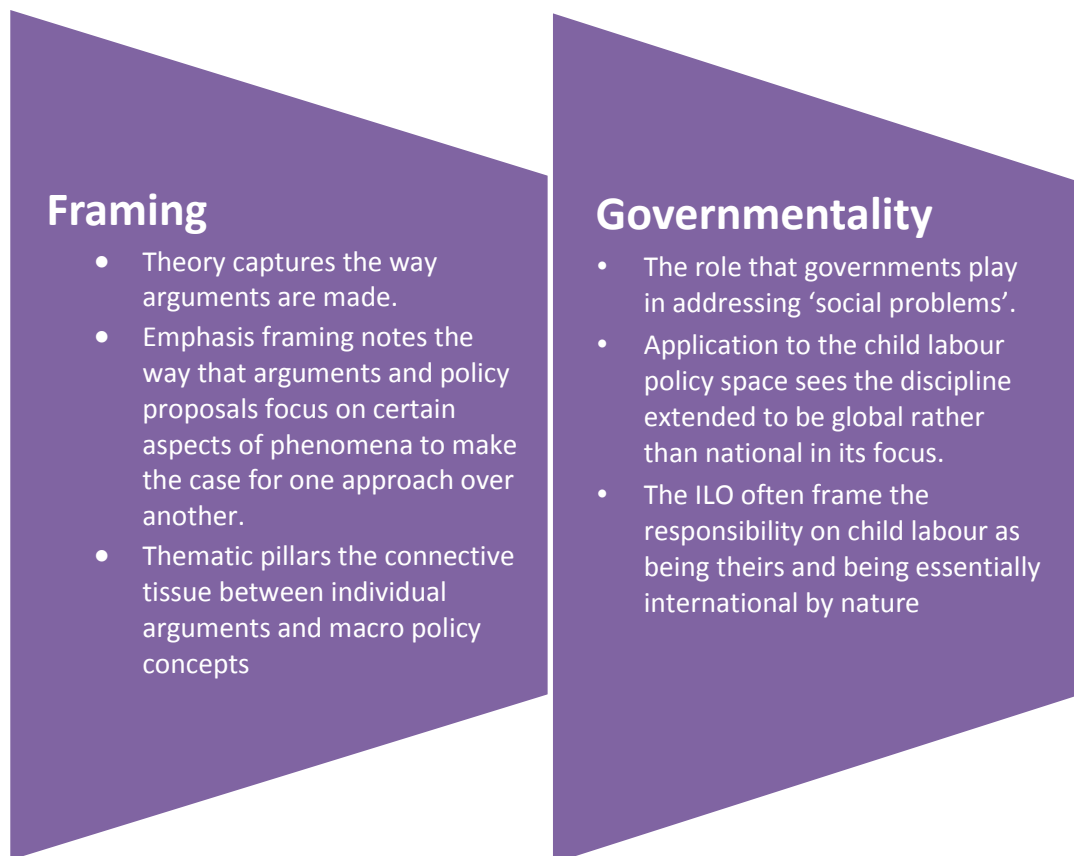 Framing
● Theory captures the way
arguments are made.
● Emphasis framing notes the
way that arguments and policy
proposals focus on certain
aspects of phenomena to make
the case for one approach over
another.
● Thematic pillars the connective
tissue between individual
arguments and macro policy
concepts
Governmentality
• The role that governments play
in addressing ‘social problems’.
• Application to the child labour
policy space sees the discipline
extended to be global rather
than national in its focus.
• The ILO often frame the
responsibility on child labour as
being theirs and being essentially
international by nature